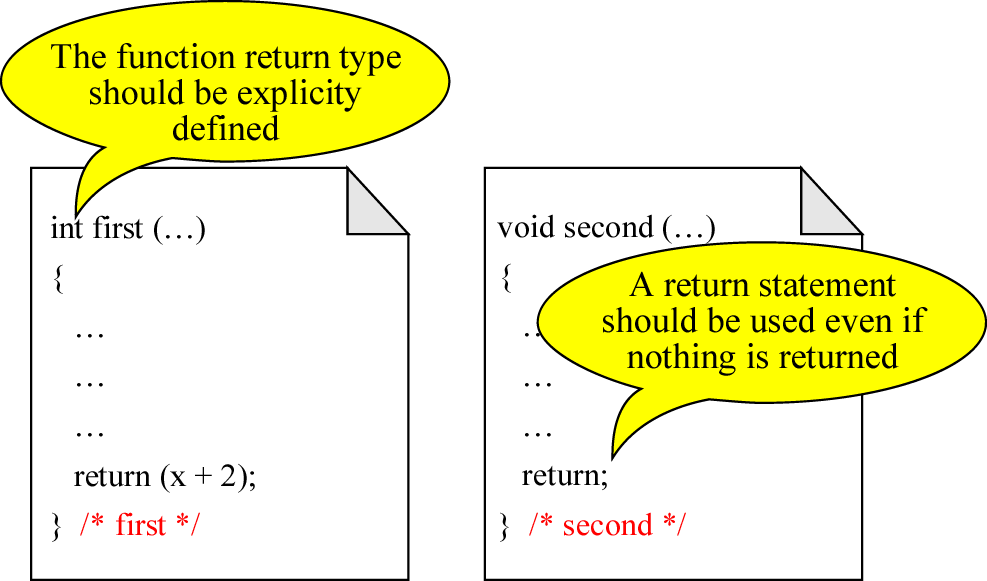 The function return type
should be explicity
defined
int first (…)
{
…
…
…
return (x + 2);
} /* first */
void second (…)
{
A return statement
should be used even if
nothing is returned
…
…
…
return;
} /* second */